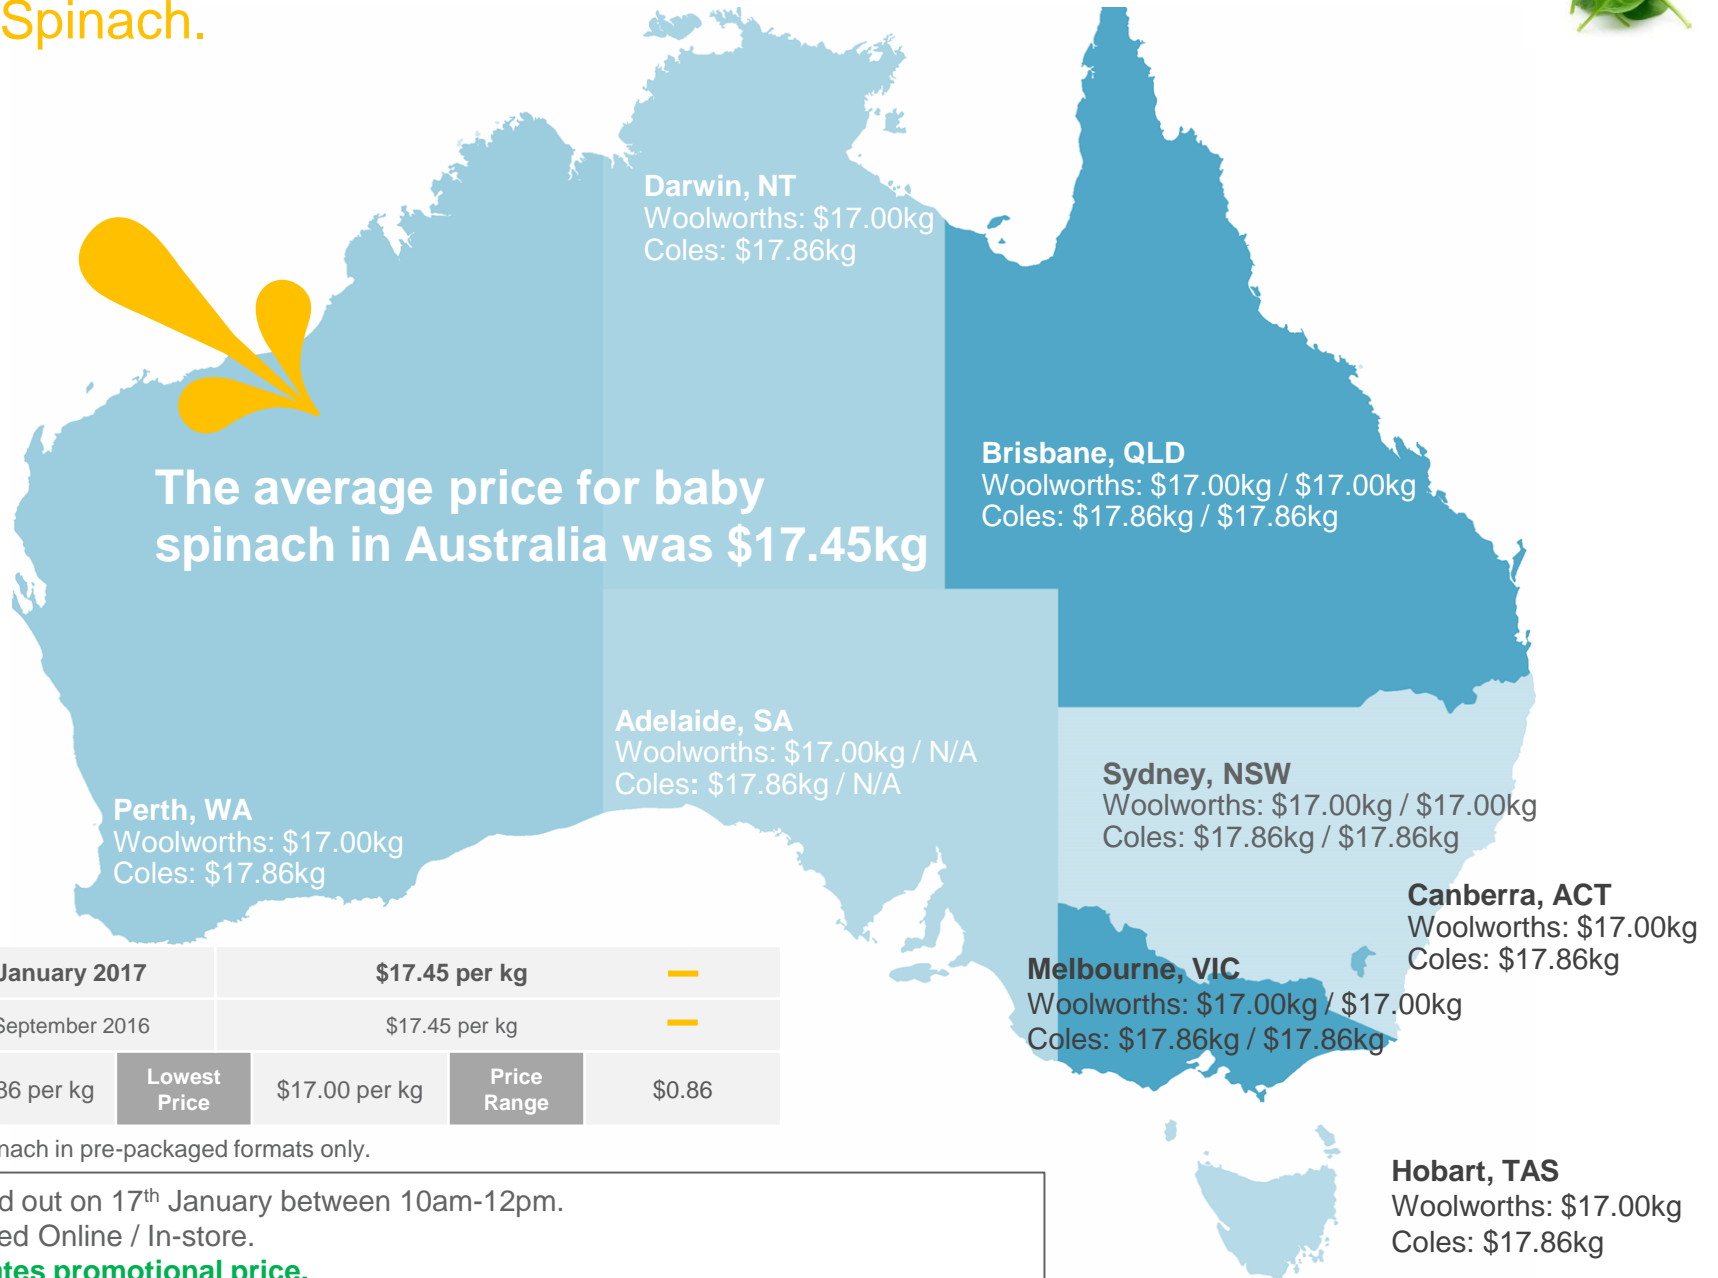 Spinach.
Darwin, NT
Woolworths: $17.00kg
Coles: $17.86kg
The average price for baby
spinach in Australia was $17.45kg
Brisbane, QLD
Woolworths: $17.00kg / $17.00kg
Coles: $17.86kg / $17.86kg
Adelaide, SA
Woolworths: $17.00kg / N/A
Coles: $17.86kg / N/A
Sydney, NSW
Woolworths: $17.00kg / $17.00kg
Coles: $17.86kg / $17.86kg
Perth, WA
Woolworths: $17.00kg
Coles: $17.86kg
Canberra, ACT
Woolworths: $17.00kg
Coles: $17.86kg
Melbourne, VIC
Woolworths: $17.00kg / $17.00kg
Coles: $17.86kg / $17.86kg
January 2017 $17.45 per kg –
September 2016 $17.45 per kg –
86 per kg Lowest Price $17.00 per kg Price Range $0.86
nach in pre-packaged formats only.
d out on 17th January between 10am-12pm.
ed Online / In-store.
tes promotional price.
Hobart, TAS
Woolworths: $17.00kg
Coles: $17.86kg